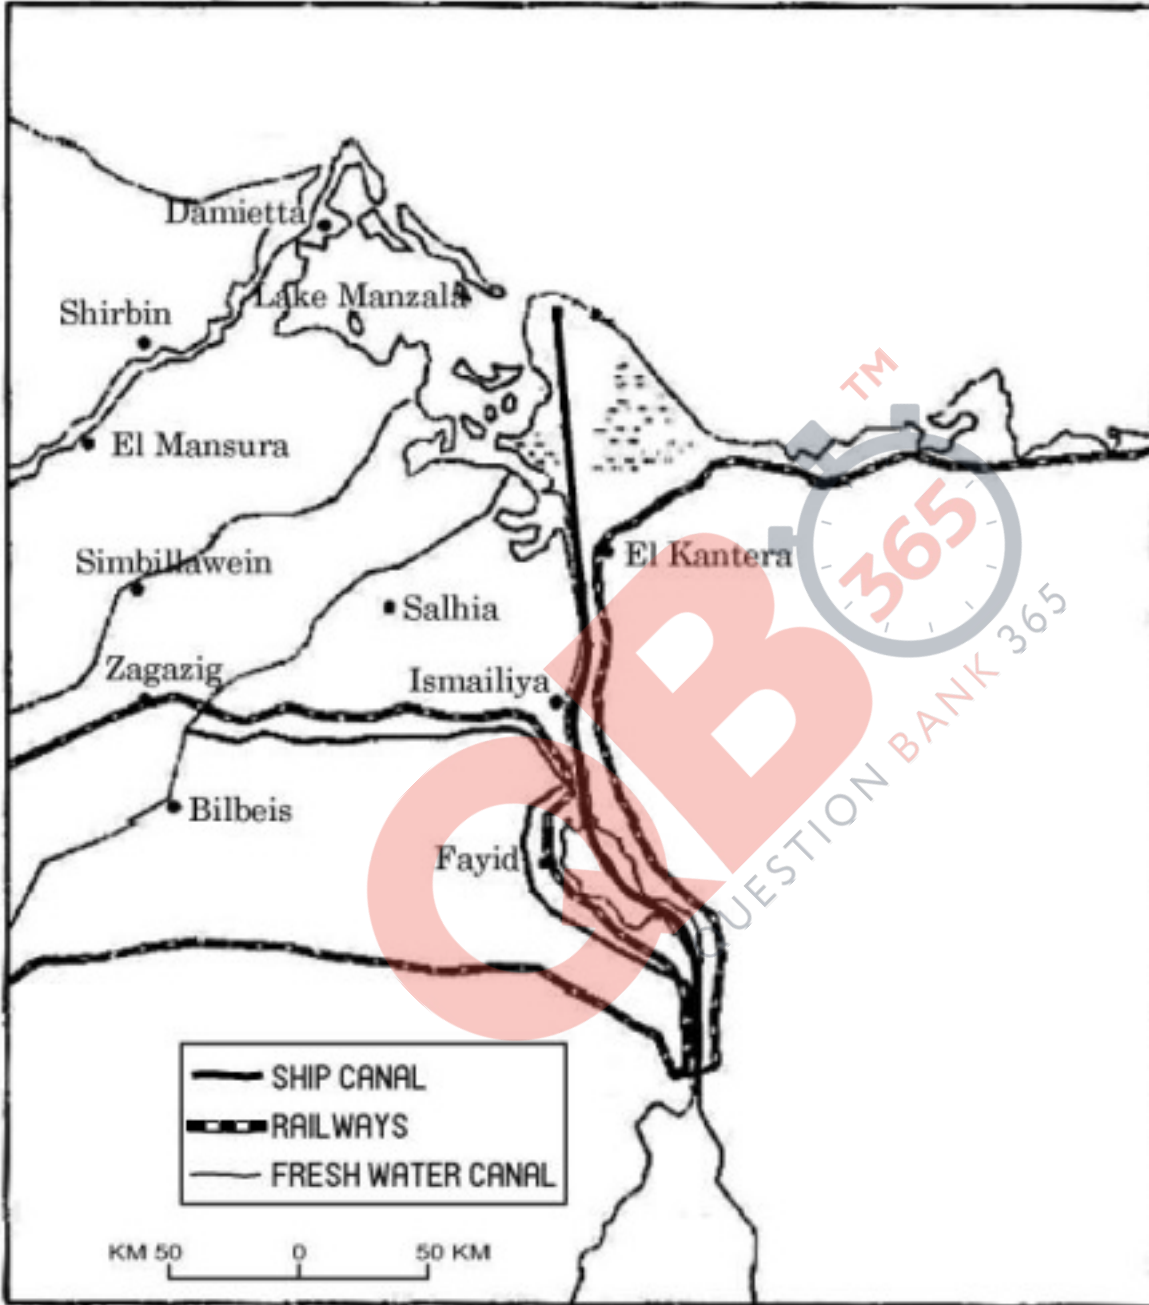 Damietta
Lake Manzala
Shirbin
El Mansura
El Kantera
Simbillawein
Salhia
Zagazig
Ismailiya
Bilbeis
Fayid
SHIP CANAL
RAILWAYS
FRESH WATER CANAL
KM 50 0 50 KM
TM
365
QB
QUESTION BANK 365